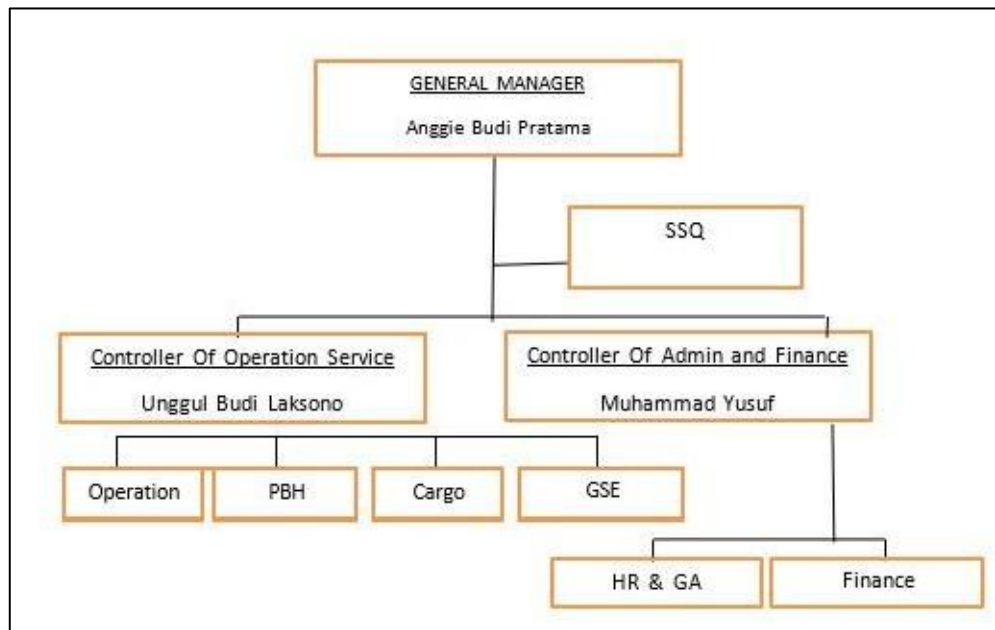 GENERAL MANAGER
Anggie Budi Pratama
SSQ
Controller Of Operation Service
Unggul Budi Laksono
Controller Of Admin and Finance
Muhammad Yusuf
Operation
PBH
Cargo
GSE
HR & GA
Finance